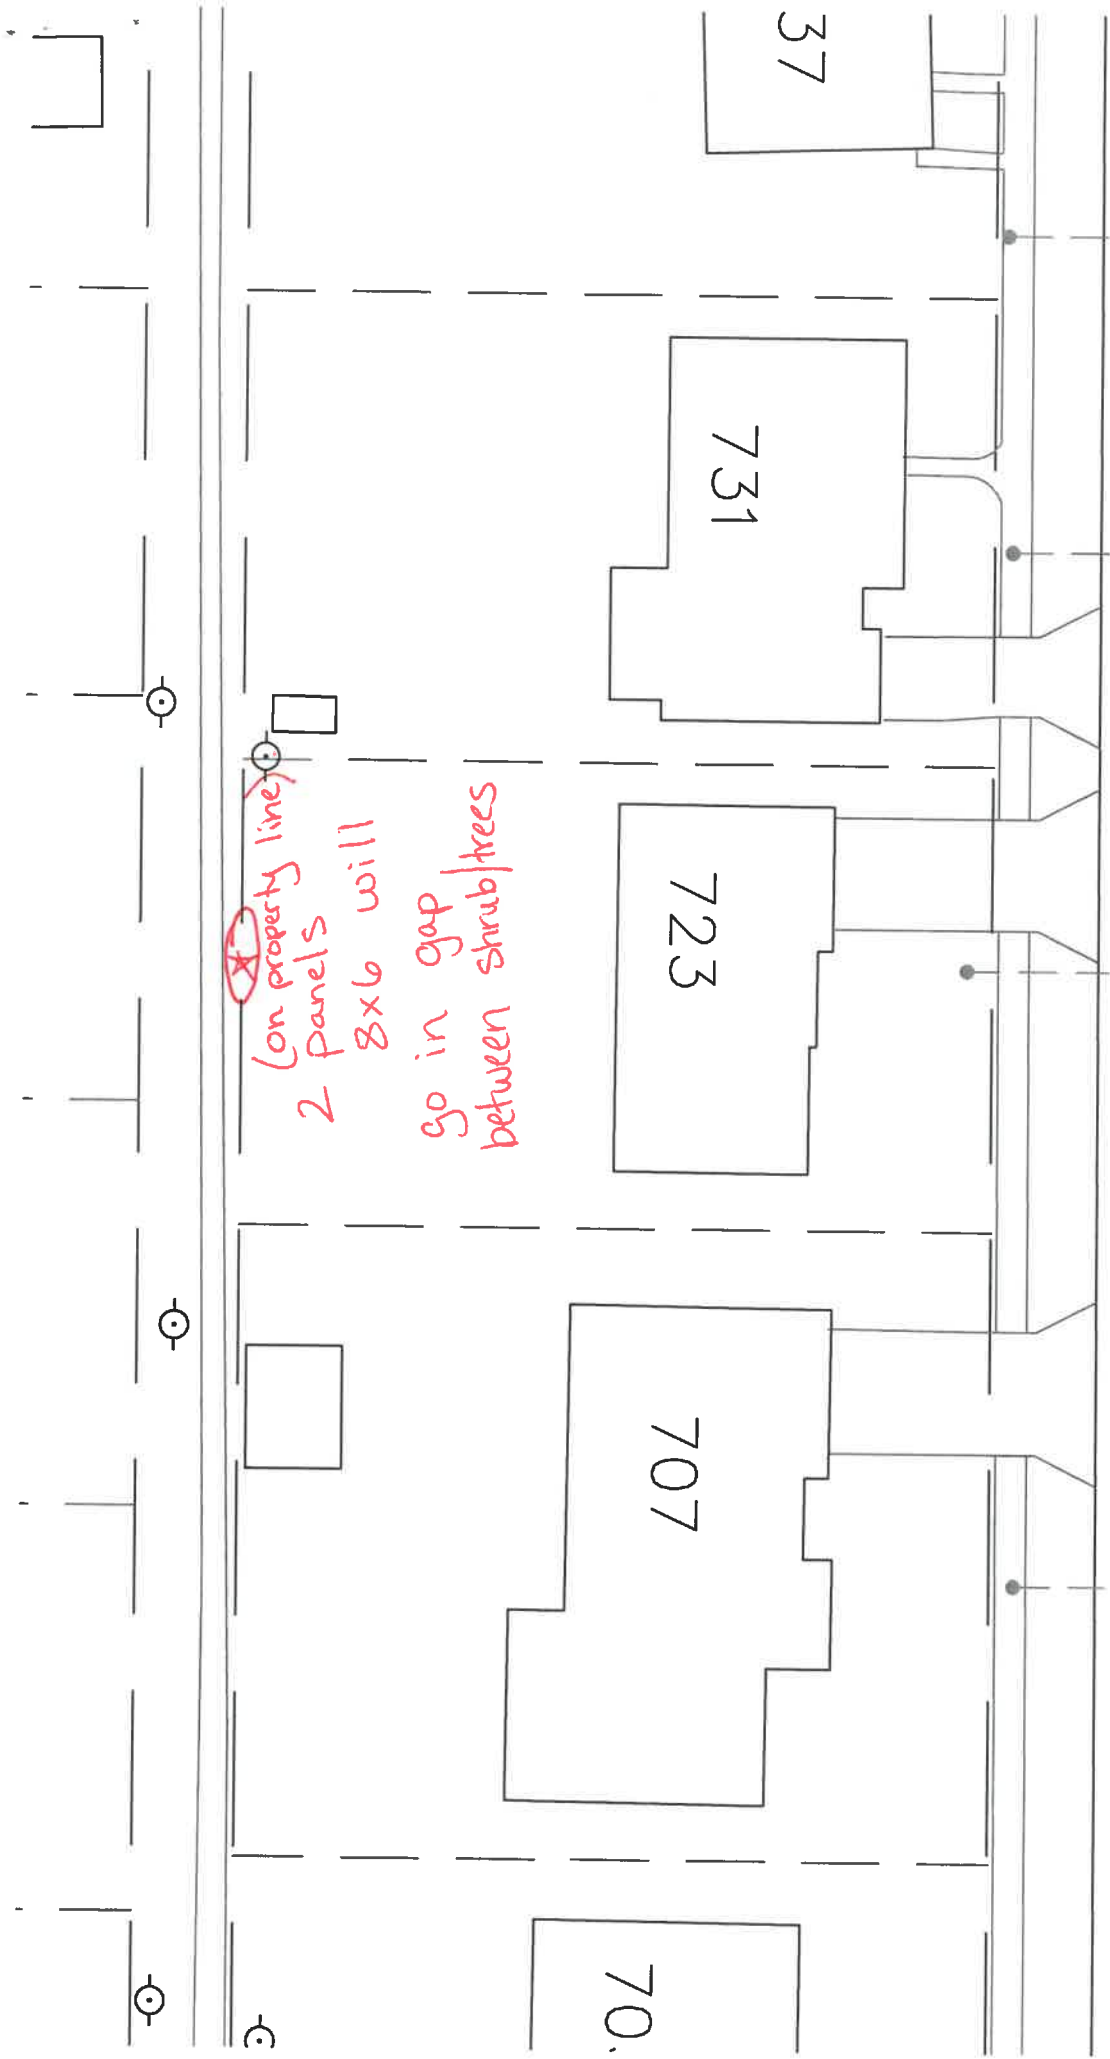 37
731
723
707
70.
(on property line)
2 panels
8x6 will
go in gap
between shrub/trees